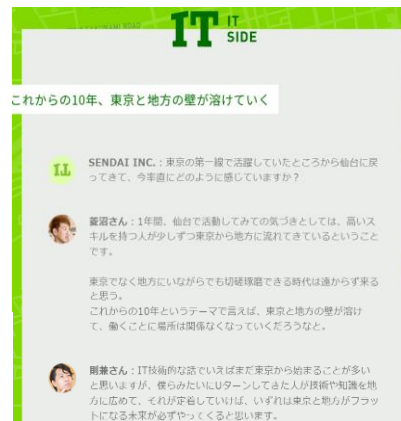 IT
IT
SIDE
これからの10年、東京と地方の壁が溶けていく
IT
SENDAI INC.：東京の第一線で活躍していたところから仙台に戻
ってきて、今率直にどのように感じていますか？
菱沼さん：1年間、仙台で活動してみての気づきとしては、高いス
キルを持つ人が少しずつ東京から地方に流れてきているということ
です。
東京でなく地方にいながらでも切磋琢磨できる時代は遠からず来る
と思う。
これからの10年というテーマで言えば、東京と地方の壁が溶け
て、働くことに場所は関係なくなっていくだろうなと。
則兼さん：IT技術的な話でいえばまだ東京から始まることが多い
と思いますが、僕らみたいにUターンしてきた人が技術や知識を地
方に広めて、それが定着していけば、いずれは東京と地方がフラッ
トになる未来が必ずやってくると思います。